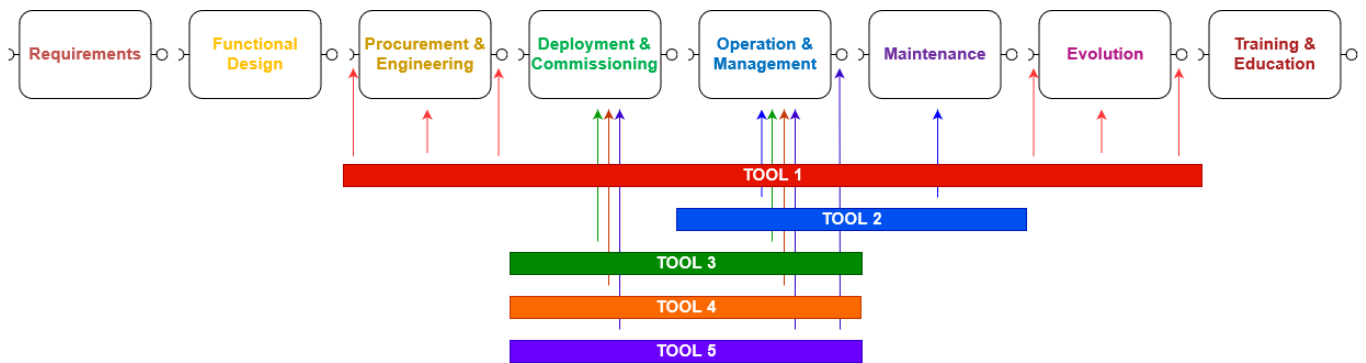 Requirements
Functional
Design
Procurement &
Engineering
Deployment &
Commissioning
Operation &
Management
Maintenance
Evolution
Training &
Education
TOOL 1
TOOL 2
TOOL 3
TOOL 4
TOOL 5